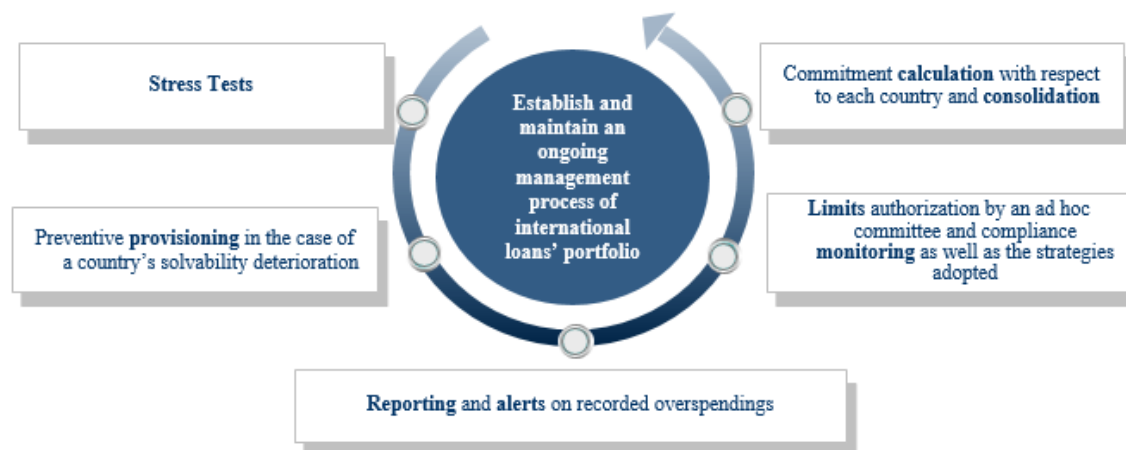 Stress Tests
Preventive provisioning in the case of
a country's solvability deterioration
Establish and
maintain an
ongoing
management
process of
international
loans' portfolio
Commitment calculation with respect
to each country and consolidation
Limits authorization by an ad hoc
committee and compliance
monitoring as well as the strategies
adopted
Reporting and alerts on recorded overspendings